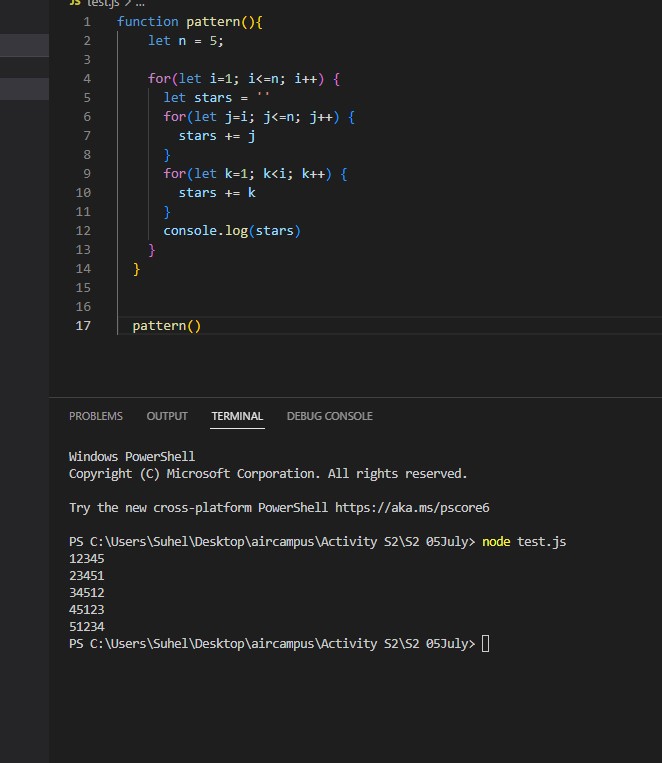 JS test.js > ...
1 function pattern(){
2 let n = 5;
3
4 for(let i=1; i<=n; i++) {
5 let stars = ''
6 for(let j=i; j<=n; j++) {
7 stars += j
8 }
9 for(let k=1; k<i; k++) {
10 stars += k
11 }
12 console.log(stars)
13 }
14 }
15
16
17 pattern()
PROBLEMS OUTPUT TERMINAL DEBUG CONSOLE
Windows PowerShell
Copyright (C) Microsoft Corporation. All rights reserved.
Try the new cross-platform PowerShell https://aka.ms/pscore6
PS C:\Users\Suhel\Desktop\aircampus\Activity S2\S2 05July> node test.js
12345
23451
34512
45123
51234
PS C:\Users\Suhel\Desktop\aircampus\Activity S2\S2 05July>